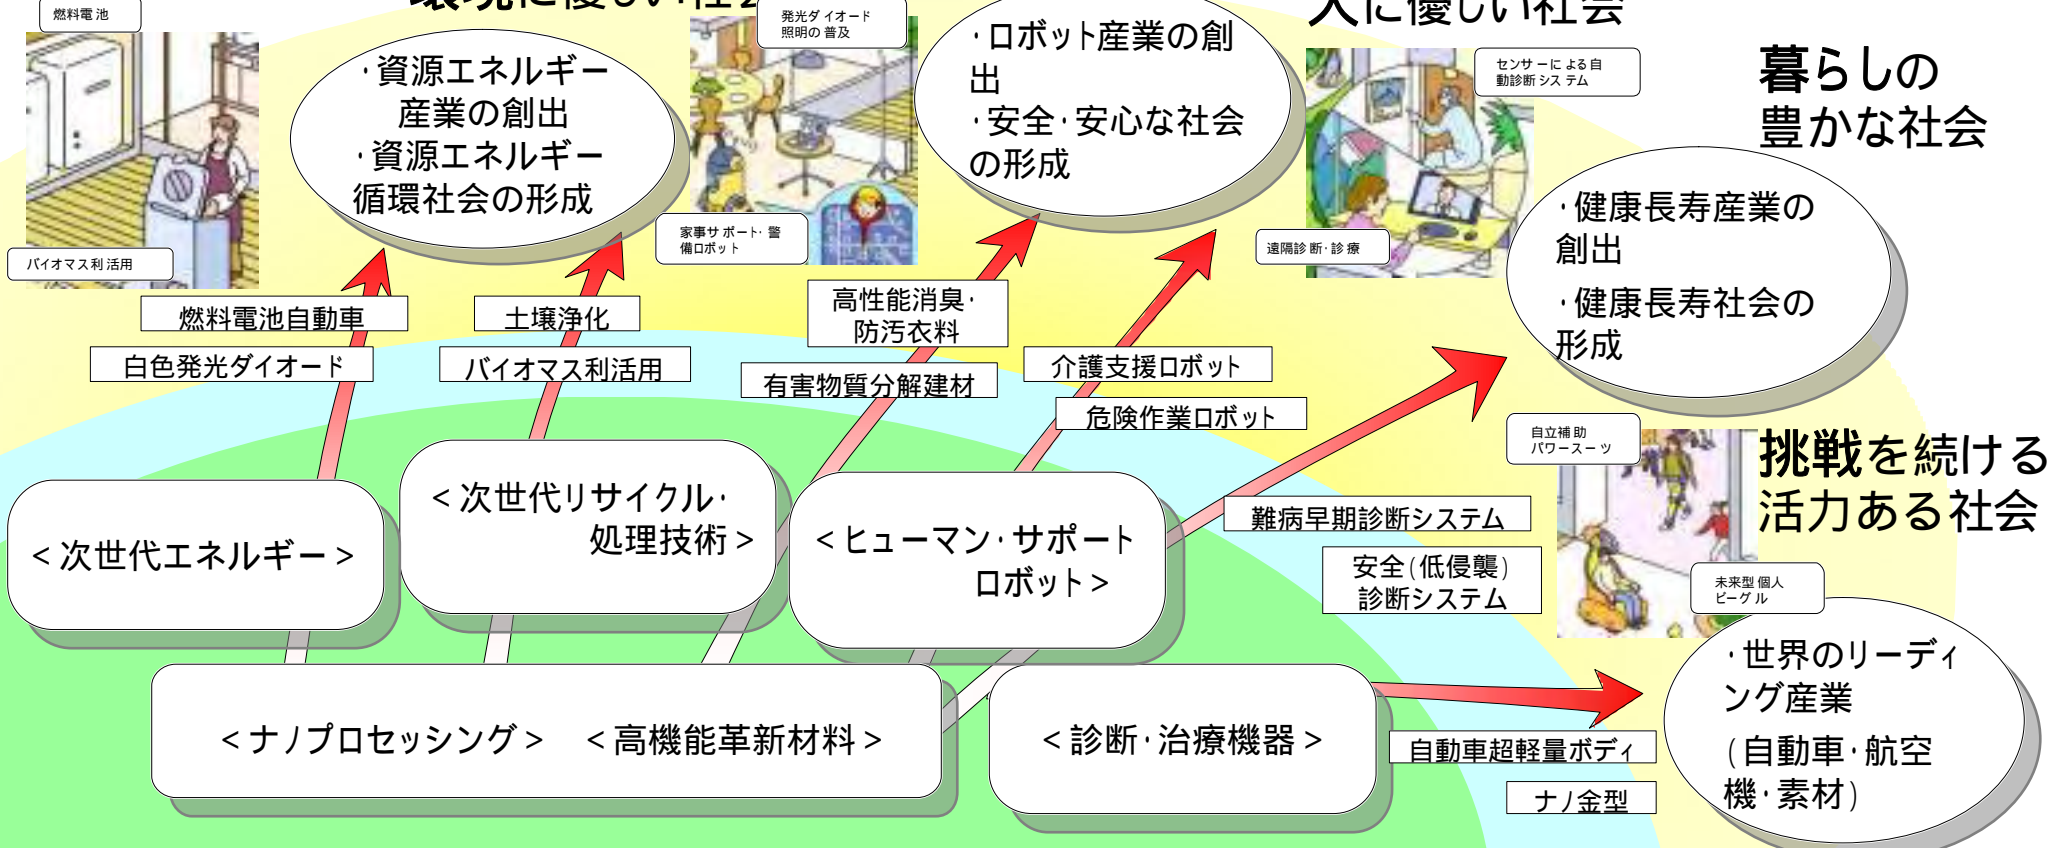 環境に優しい社会
人に優しい社会
燃料電池
発光ダイオード
照明の普及
・資源エネルギー
産業の創出
・資源エネルギー
循環社会の形成
・ロボット産業の創
出
・安全・安心な社会
の形成
センサーによる自
動診断システム
暮らしの
豊かな社会
バイオマス利活用
家事サポート・警
備ロボット
遠隔診断・診療
・健康長寿産業の
創出
・健康長寿社会の
形成
燃料電池自動車
白色発光ダイオード
土壌浄化
バイオマス利活用
高性能消臭・
防汚衣料
有害物質分解建材
介護支援ロボット
危険作業ロボット
自立補助
パワースーツ
挑戦を続ける
活力ある社会
<次世代エネルギー>
<次世代リサイクル・
処理技術>
<ヒューマン・サポート
ロボット>
難病早期診断システム
安全(低侵襲)
診断システム
未来型個人
ビークル
<ナノプロセッシング> <高機能革新材料>
<診断・治療機器>
自動車超軽量ボディ
ナノ金型
・世界のリーディ
ング産業
(自動車・航空
機・素材)